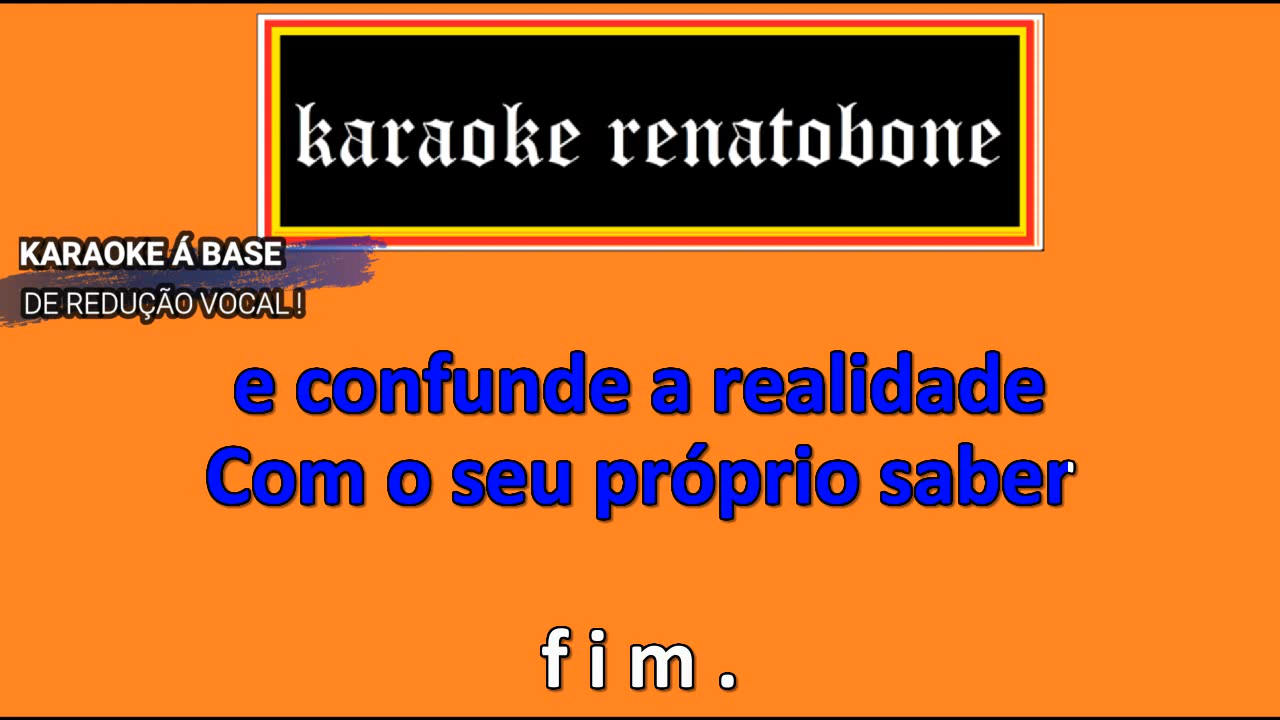 karaoke renatobone
KARAOKE Á BASE
DE REDUÇÃO VOCAL !
e confunde a realidade
Com o seu próprio saber
f i m .